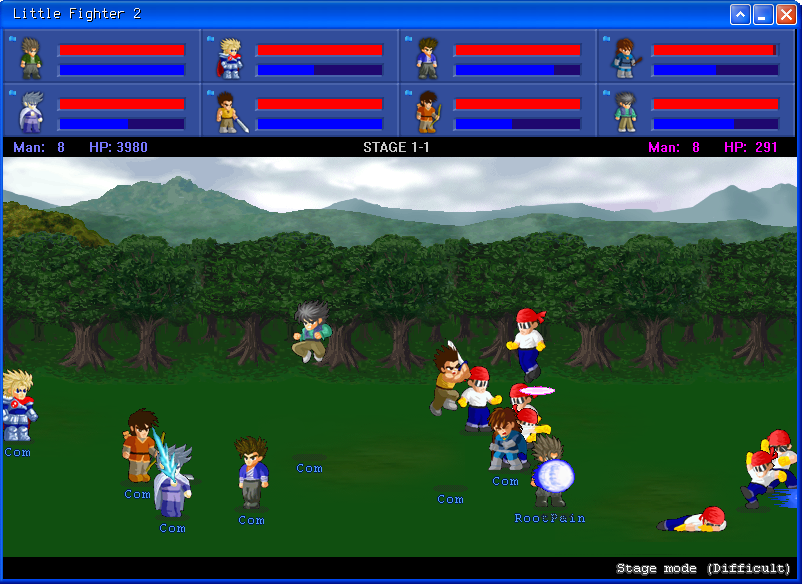 Little Fighter 2
Man: 8 HP: 3980 STAGE 1-1 Man: 8 HP: 291
Com
Com
Com
Com
Com
Com
Com
RootPain
Stage mode (Difficult)